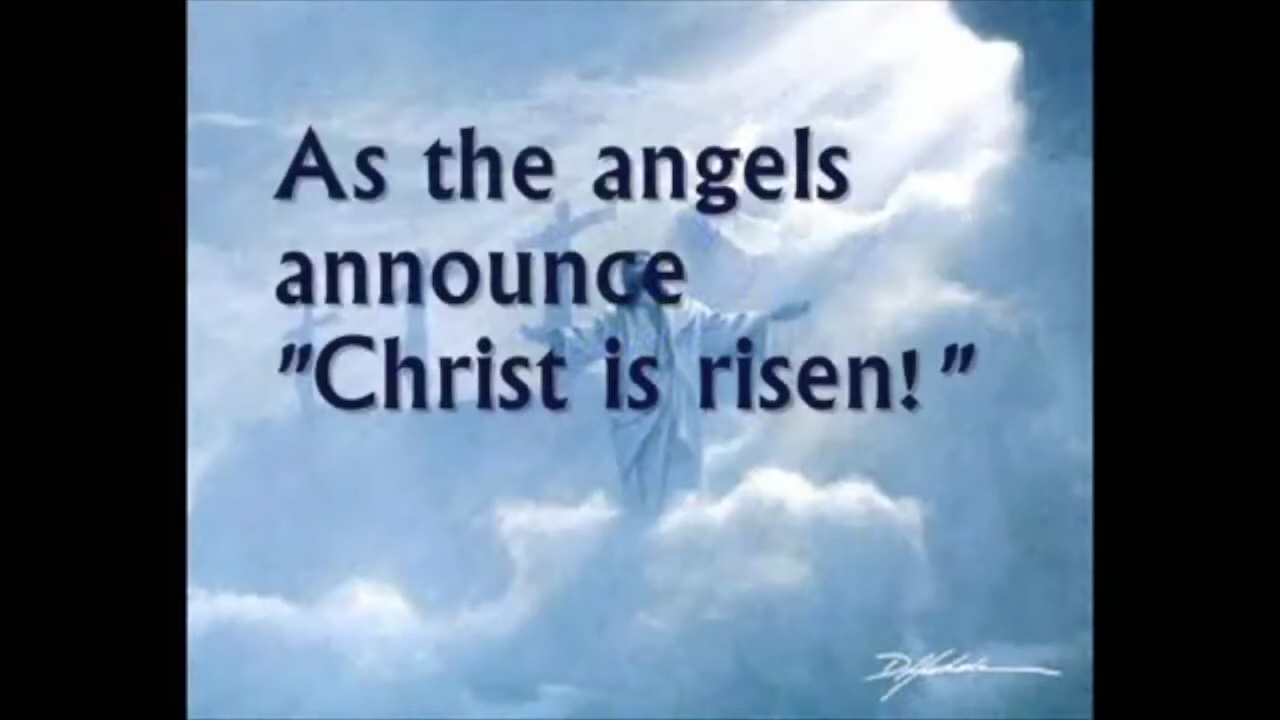 As the angels
announce
"Christ is risen!"